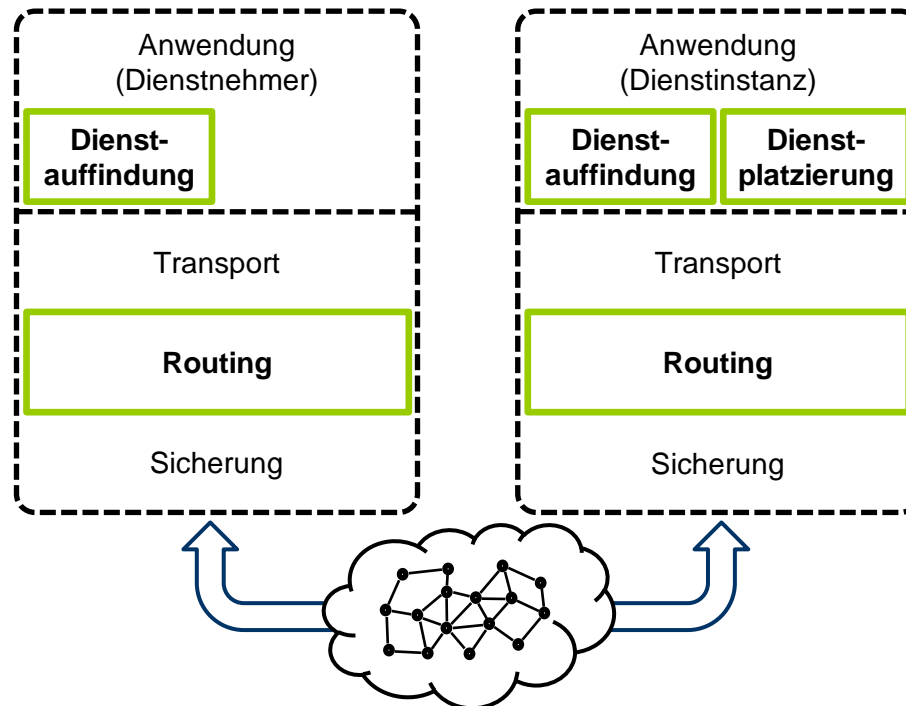 Anwendung
(Dienstnehmer)
Dienst-
auffindung
Transport
Routing
Sicherung
Anwendung
(Dienstinstanz)
Dienst-
auffindung
Dienst-
platzierung
Transport
Routing
Sicherung